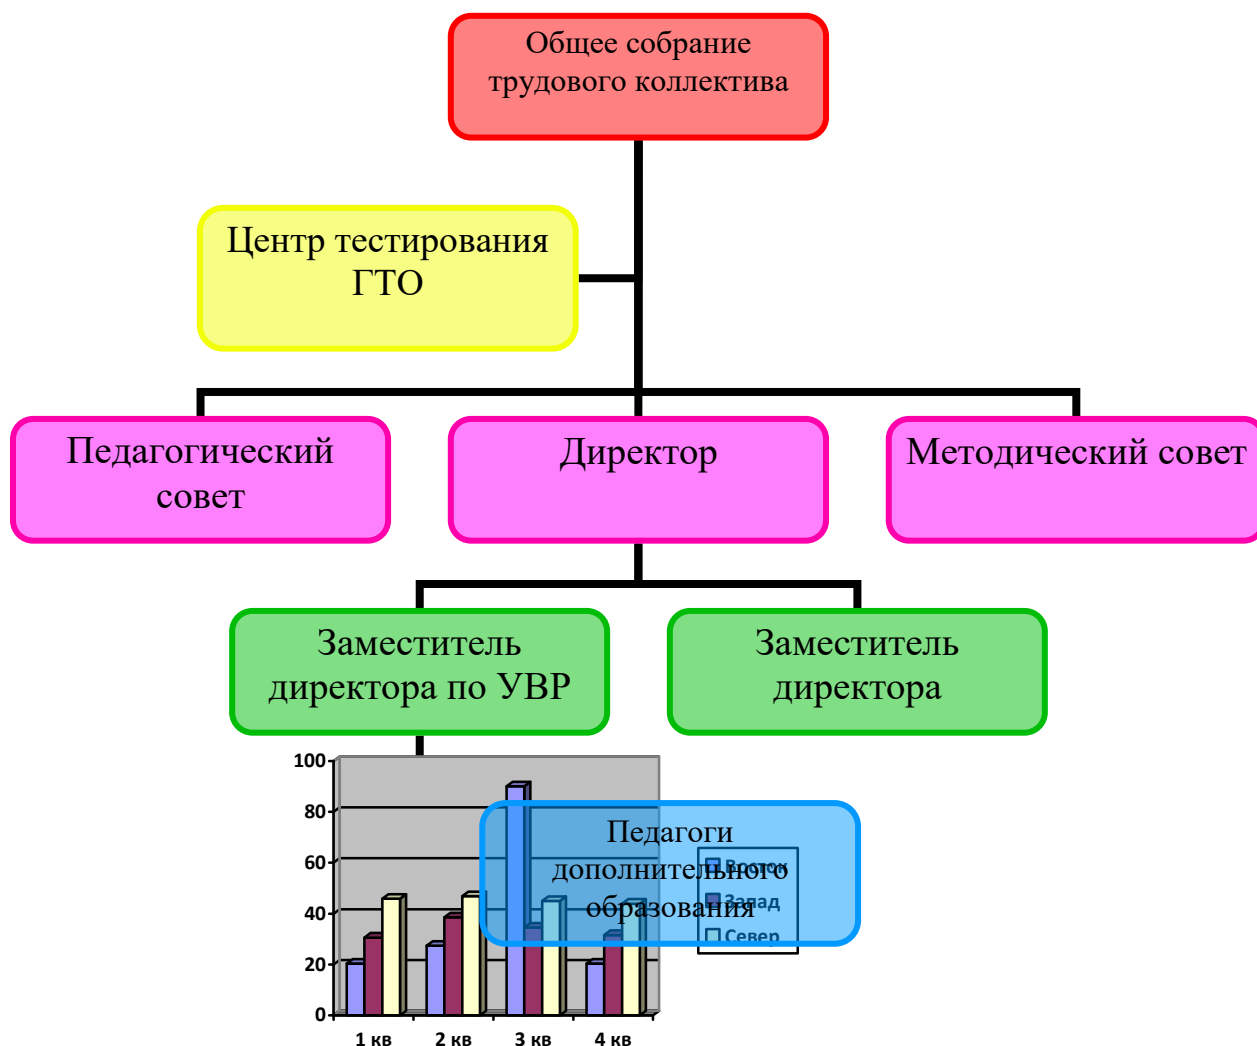 Общее собрание
трудового коллектива
Центр тестирования
ГТО
Педагогический
совет
Директор
Методический совет
Заместитель
директора по УВР
Заместитель
директора
100
80
60
40
20
0
1 кв
2 кв
3 кв
4 кв
Педагоги
дополнительного
образования
Восток
Запад
Север